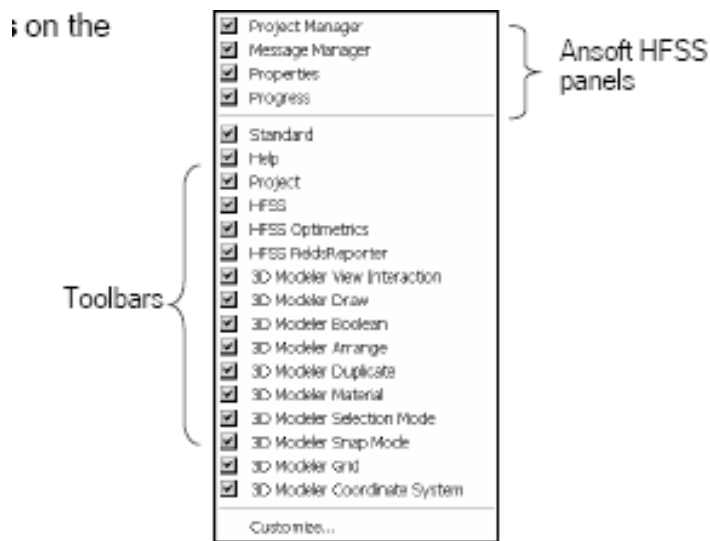 s on the
Project Manager
Message Manager
Properties
Progress
Ansoft HFSS
panels
Standard
Help
Project
HFSS
HFSS Optimetrics
HFSS FieldsReporter
3D Modeler View Interaction
3D Modeler Draw
3D Modeler Boolean
3D Modeler Arrange
3D Modeler Duplicate
3D Modeler Material
3D Modeler Selection Mode
3D Modeler Snap Mode
3D Modeler Grid
3D Modeler Coordinate System
Toolbars
Customize...